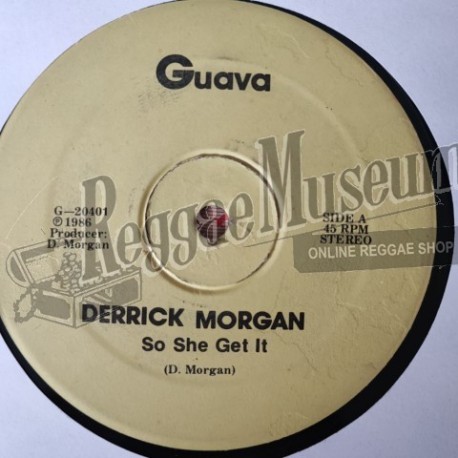 Guava
G—20401
℗1986
Producer:
D. Morgan
SIDE A
45 RPM
STEREO
ReggaeMuseum
ONLINE REGGAE SHOP
DERRICK MORGAN
So She Get It
(D. Morgan)